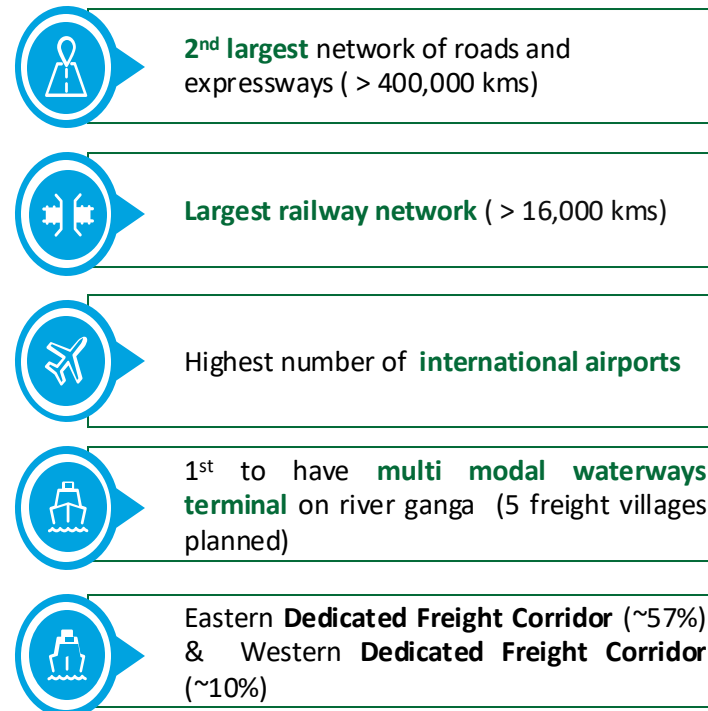 2nd largest network of roads and
expressways ( > 400,000 kms)
Largest railway network ( > 16,000 kms)
Highest number of international airports
1st to have multi modal waterways
terminal on river ganga (5 freight villages
planned)
Eastern Dedicated Freight Corridor (~57%)
& Western Dedicated Freight Corridor
(~10%)